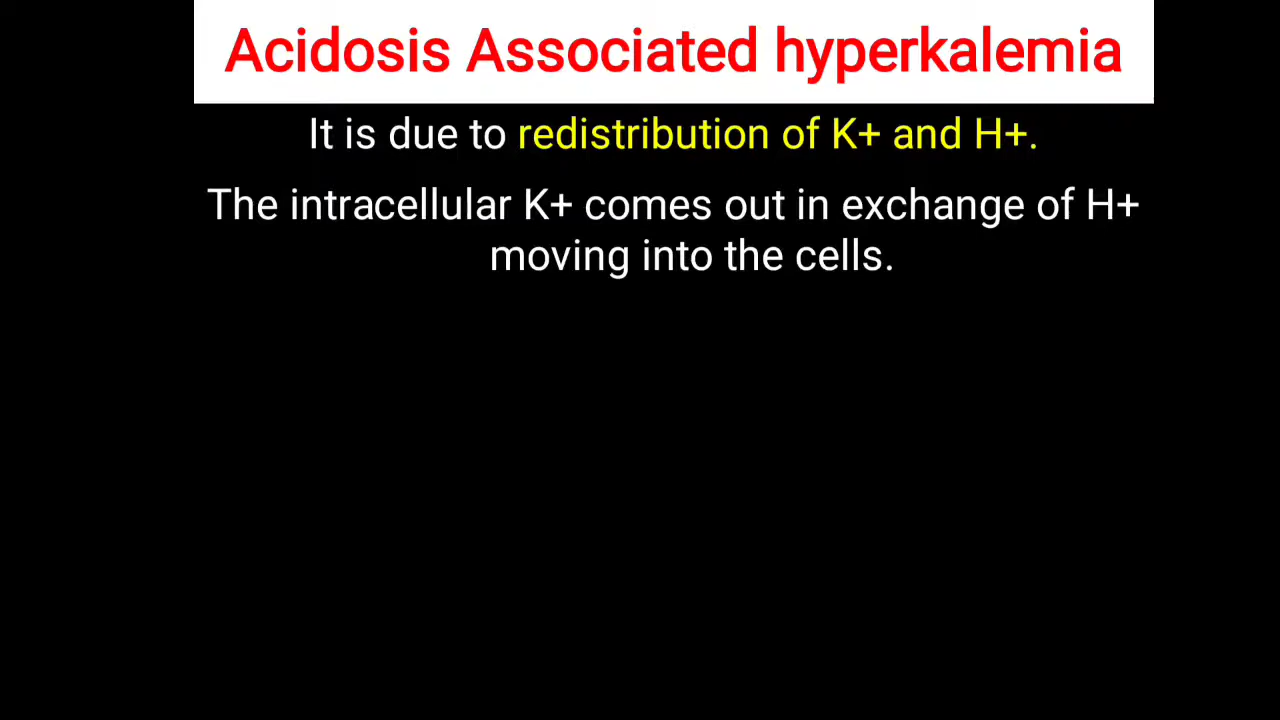 Acidosis Associated hyperkalemia
It is due to redistribution of K+ and H+.
The intracellular K+ comes out in exchange of H+
moving into the cells.